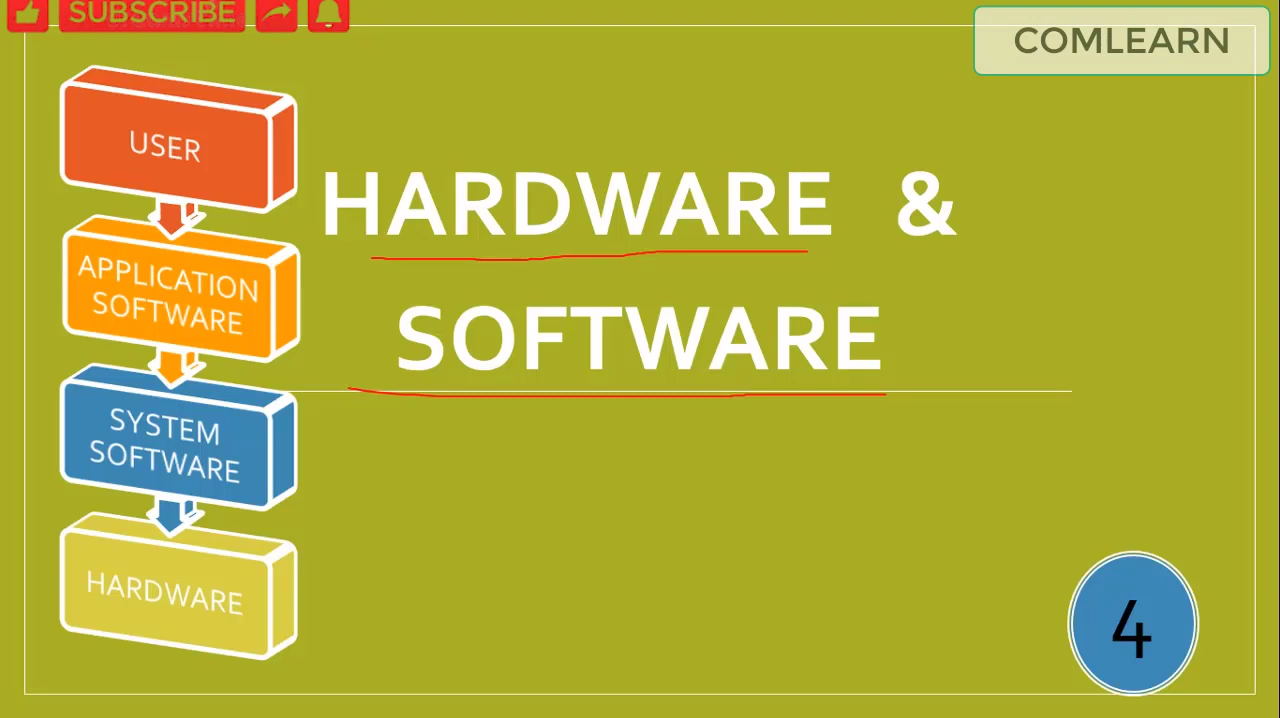 SUBSCRIBE
COMLEARN
USER
APPLICATION
SOFTWARE
SYSTEM
SOFTWARE
HARDWARE
HARDWARE &
SOFTWARE
4